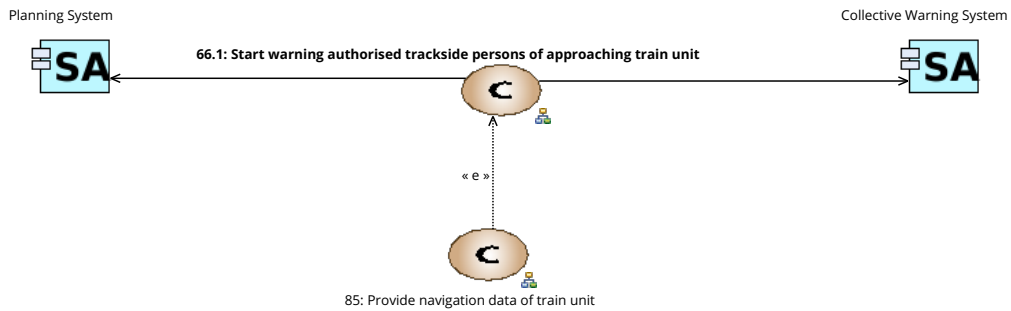 Planning System
Collective Warning System
66.1: Start warning authorised trackside persons of approaching train unit
SA
SA
C
« e »
C
85: Provide navigation data of train unit